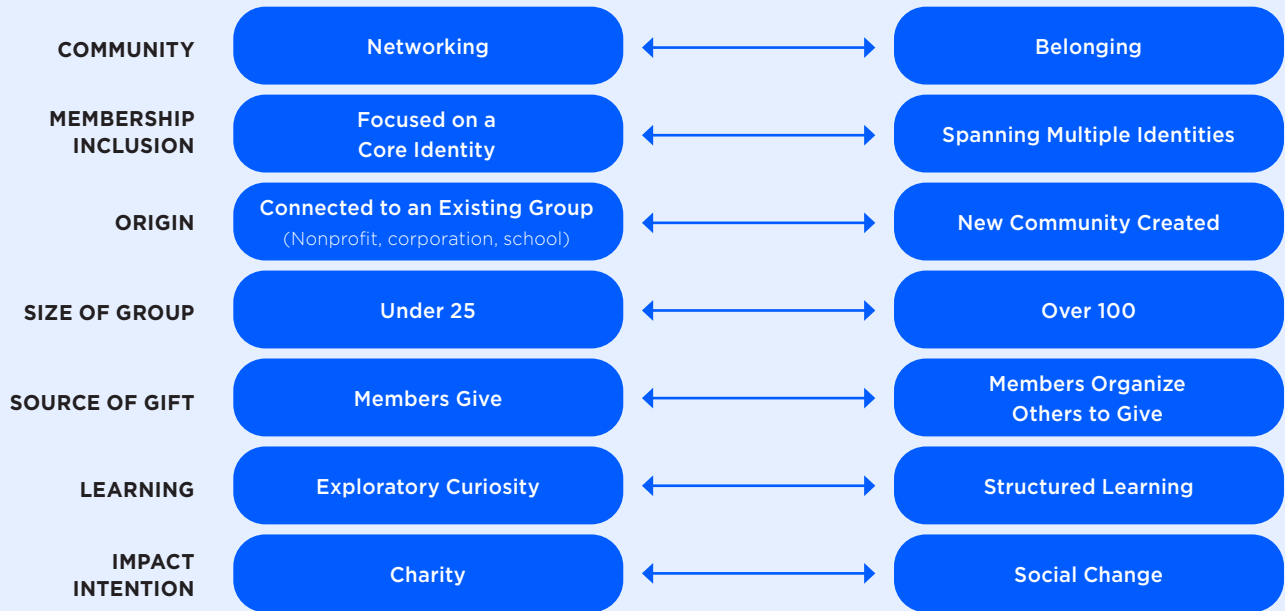 COMMUNITY
Networking
Belonging
MEMBERSHIP
INCLUSION
Focused on a
Core Identity
Spanning Multiple Identities
ORIGIN
Connected to an Existing Group
(Nonprofit, corporation, school)
New Community Created
SIZE OF GROUP
Under 25
Over 100
SOURCE OF GIFT
Members Give
Members Organize
Others to Give
LEARNING
Exploratory Curiosity
Structured Learning
IMPACT
INTENTION
Charity
Social Change